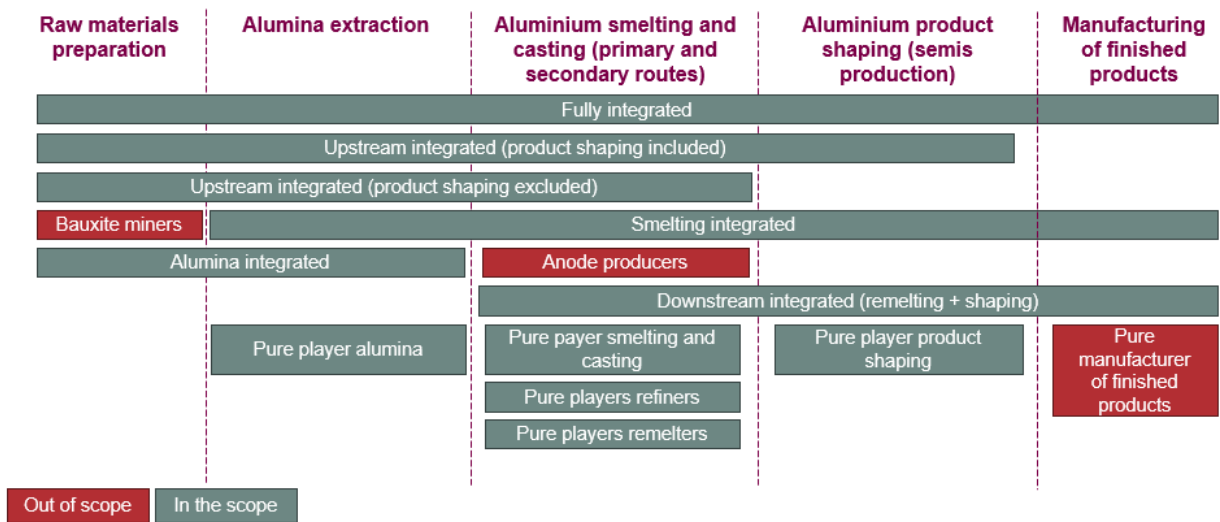 Raw materials
preparation
Alumina extraction
Aluminium smelting and
casting (primary and
secondary routes)
Aluminium product
shaping (semis
production)
Manufacturing
of finished
products
Fully integrated
Upstream integrated (product shaping included)
Upstream integrated (product shaping excluded)
Bauxite miners
Smelting integrated
Alumina integrated
Anode producers
Downstream integrated (remelting + shaping)
Pure player alumina
Pure payer smelting and
casting
Pure player product
shaping
Pure
manufacturer
of finished
products
Pure players refiners
Pure players remelters
Out of scope
In the scope